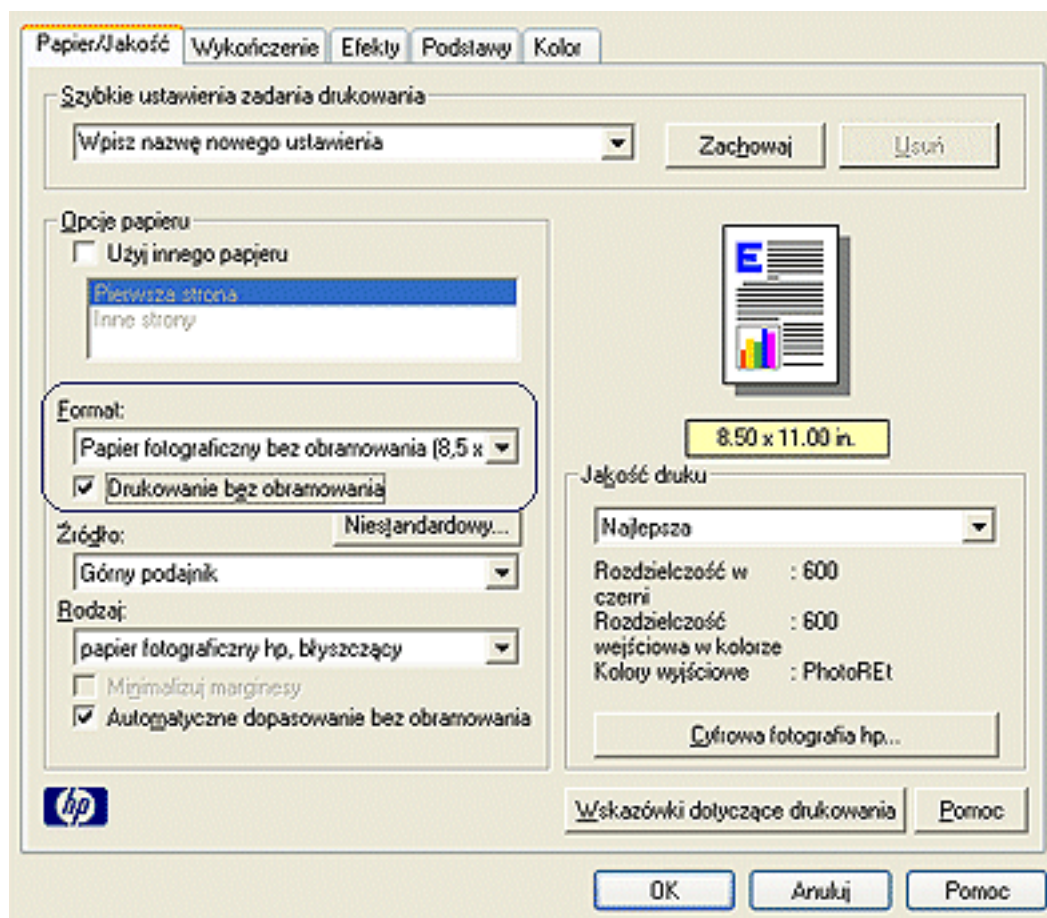 Papier/Jakość Wykończenie Efekty Podstawy Kolor
Szybkie ustawienia zadania drukowania
Wpisz nazwę nowego ustawienia
Zachowaj
Usuń
Opcje papieru
Użyj innego papieru
Pierwsza strona
Inne strony
Format:
Papier fotograficzny bez obramowania (8,5 x
Drukowanie bez obramowania
Niestandardowy...
Źródło:
Górny podajnik
Rodzaj:
papier fotograficzny hp, błyszczący
Minimalizuj marginesy
Automatyczne dopasowanie bez obramowania
E
8.50 x 11.00 in.
Jakość druku
Najlepsza
Rozdzielczość w : 600
czerni
Rozdzielczość : 600
wejściowa w kolorze
Kolory wyjściowe : PhotoREt
Cyfrowa fotografia hp...
hp
Wskazówki dotyczące drukowania
Pomoc
OK
Anuluj
Pomoc